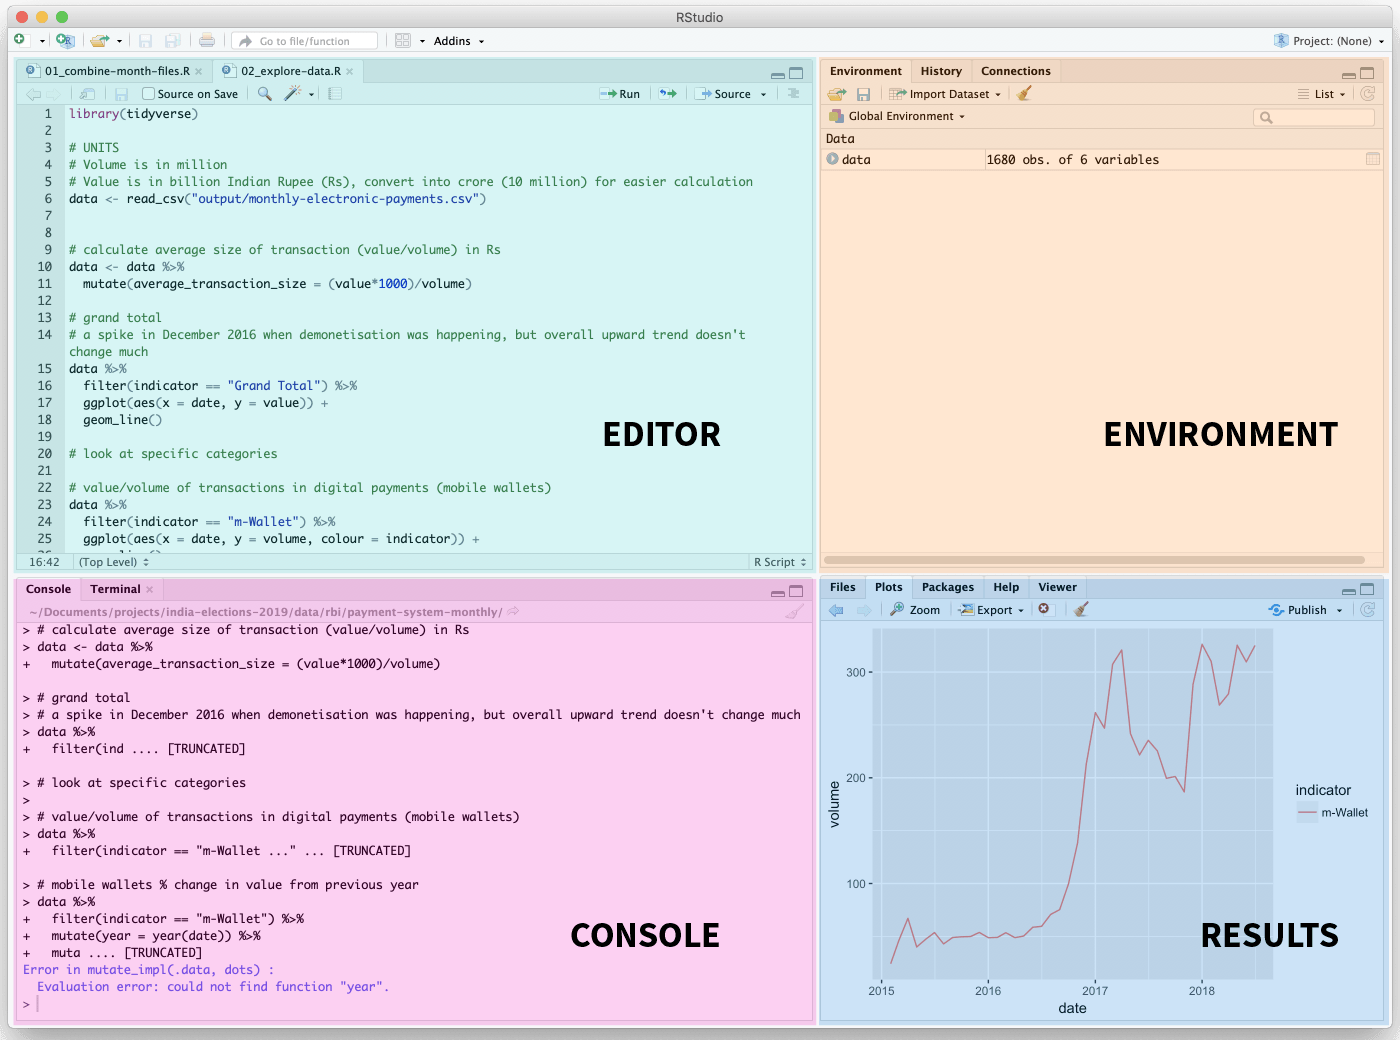 RStudio
Go to file/function
Addins
Project: (None)
01_combine-month-files.R
02_explore-data.R
Source on Save
Run
Source
1 library(tidyverse)
2
3 # UNITS
4 # Volume is in million
5 # Value is in billion Indian Rupee (Rs), convert into crore (10 million) for easier calculation
6 data <- read_csv("output/monthly-electronic-payments.csv")
7
8
9 # calculate average size of transaction (value/volume) in Rs
10 data <- data %>%
11 mutate(average_transaction_size = (value*1000)/volume)
12
13 # grand total
14 # a spike in December 2016 when demonetisation was happening, but overall upward trend doesn't
change much
15 data %>%
16 filter(indicator == "Grand Total") %>%
17 ggplot(aes(x = date, y = value)) +
18 geom_line()
19
20 # look at specific categories
21
22 # value/volume of transactions in digital payments (mobile wallets)
23 data %>%
24 filter(indicator == "m-Wallet") %>%
25 ggplot(aes(x = date, y = volume, colour = indicator)) +
EDITOR
16:42 (Top Level) R Script
Environment History Connections
Import Dataset
List
Global Environment
Data
data 1680 obs. of 6 variables
ENVIRONMENT
Console Terminal
~/Documents/projects/india-elections-2019/data/rbi/payment-system-monthly/
> # calculate average size of transaction (value/volume) in Rs
> data <- data %>%
+ mutate(average_transaction_size = (value*1000)/volume)
> # grand total
> # a spike in December 2016 when demonetisation was happening, but overall upward trend doesn't change much
> data %>%
+ filter(ind .... [TRUNCATED]
> # look at specific categories
>
> # value/volume of transactions in digital payments (mobile wallets)
> data %>%
+ filter(indicator == "m-Wallet ..." ... [TRUNCATED]
> # mobile wallets % change in value from previous year
> data %>%
+ filter(indicator == "m-Wallet") %>%
+ mutate(year = year(date)) %>%
+ muta .... [TRUNCATED]
Error in mutate_impl(.data, dots) :
Evaluation error: could not find function "year".
>
CONSOLE
Files Plots Packages Help Viewer
Zoom Export Publish
300
200
100
volume
2015 2016 2017 2018
date
indicator
m-Wallet
RESULTS